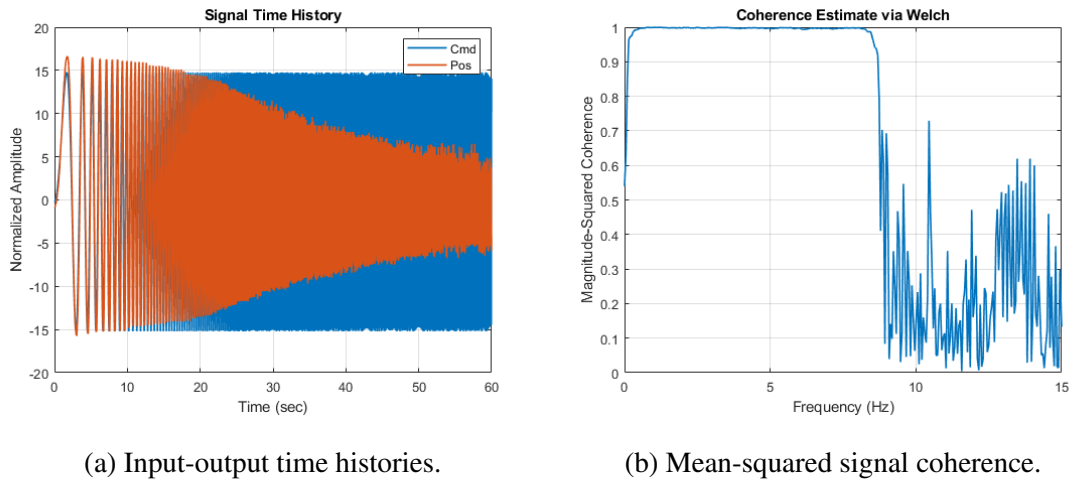 Signal Time History
20
15
10
5
0
-5
-10
-15
-20
Normalized Amplitude
Cmd
Pos
0 10 20 30 40 50 60
Time (sec)
(a) Input-output time histories.
Coherence Estimate via Welch
1
0.9
0.8
0.7
0.6
0.5
0.4
0.3
0.2
0.1
0
Magnitude-Squared Coherence
0 5 10 15
Frequency (Hz)
(b) Mean-squared signal coherence.